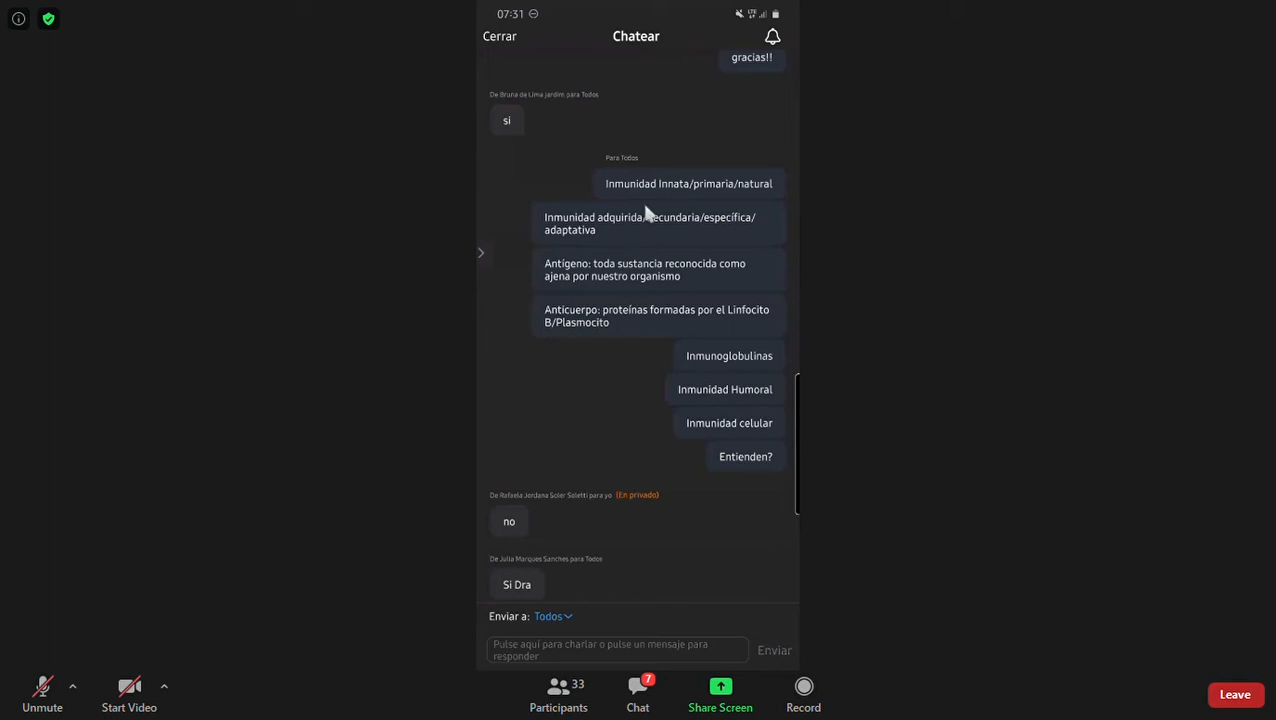 07:31
Cerrar
Chatear
gracias!!
De Bruna da Lima jardim para Todos
si
Para Todos
Inmunidad Innata/primaria/natural
Inmunidad adquirida/secundaria/específica/
adaptativa
Antígeno: toda sustancia reconocida como
ajena por nuestro organismo
Anticuerpo: proteínas formadas por el Linfocito
B/Plasmocito
Inmunoglobulinas
Inmunidad Humoral
Inmunidad celular
Entienden?
De Rafaela Jordana Soler Soletti para yo (En privado)
no
De Julia Marques Sanches para Todos
Si Dra
Enviar a: Todos
Pulse aquí para charlar o pulse un mensaje para
responder
Enviar
Unmute
Start Video
33
Participants
7
Chat
Share Screen
Record
Leave